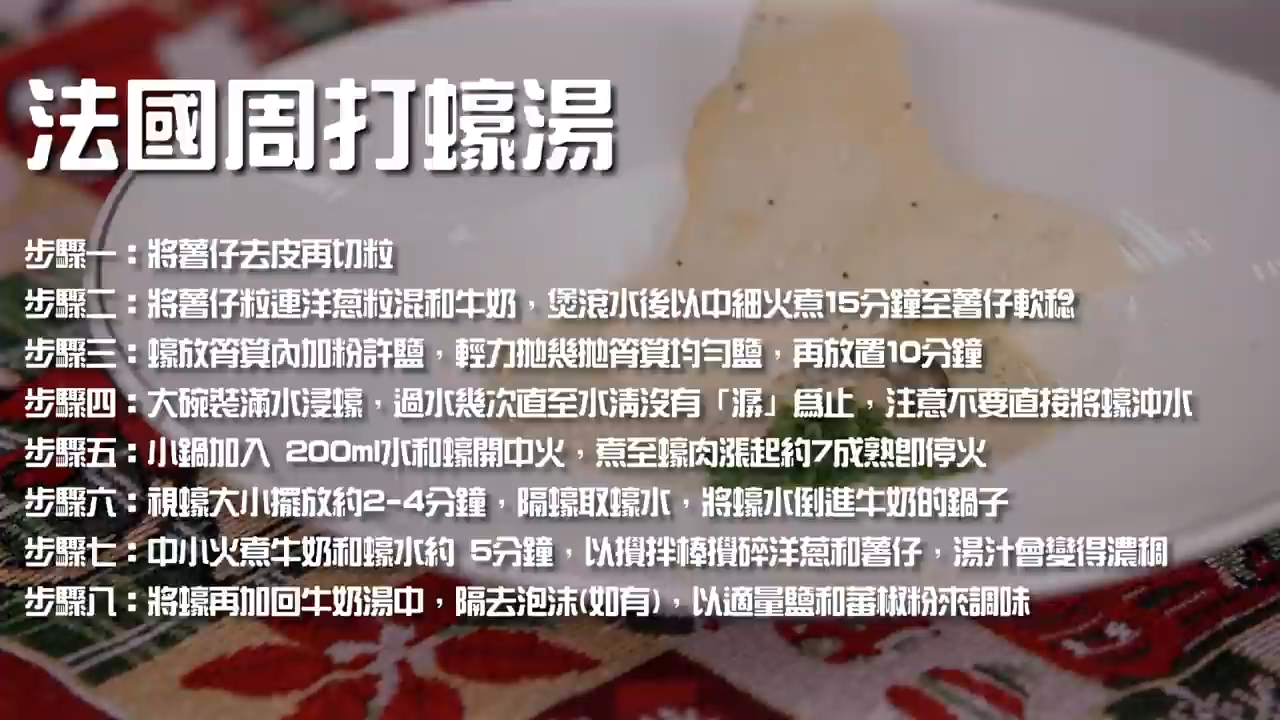 法國周打蠔湯
步驟一：將薯仔去皮再切粒
步驟二：將薯仔粒連洋蔥粒混和牛奶，煲滾水後以中細火煮15分鐘至薯仔軟稔
步驟三：蠔放筲箕內加粉許鹽，輕力拋幾拋筲箕均勻鹽，再放置10分鐘
步驟四：大碗裝滿水浸蠔，過水幾次直至水清沒有「潺」為止，注意不要直接將蠔沖水
步驟五：小鍋加入 200ml水和蠔開中火，煮至蠔肉漲起約7成熟即停火
步驟六：視蠔大小擺放約2-4分鐘，隔蠔取蠔水，將蠔水倒進牛奶的鍋子
步驟七：中小火煮牛奶和蠔水約 5分鐘，以攪拌棒攪碎洋蔥和薯仔，湯汁會變得濃稠
步驟八：將蠔再加回牛奶湯中，隔去泡沫(如有)，以適量鹽和蕃椒粉來調味